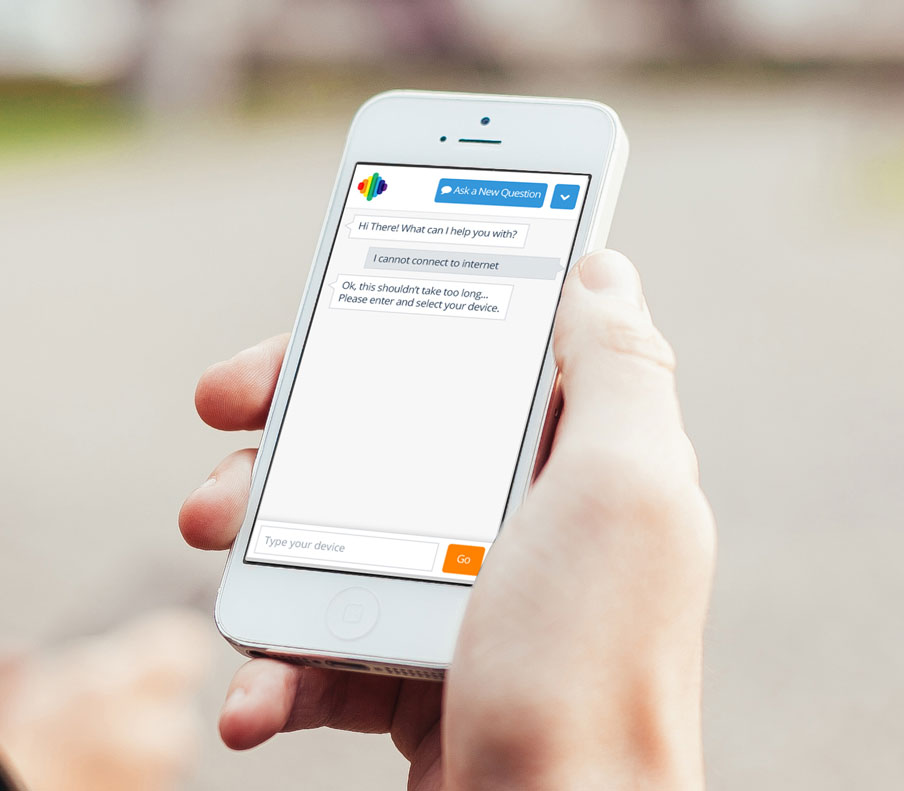 Ask a New Question
Hi There! What can I help you with?
I cannot connect to internet
Ok, this shouldn't take too long...
Please enter and select your device.
Type your device
Go